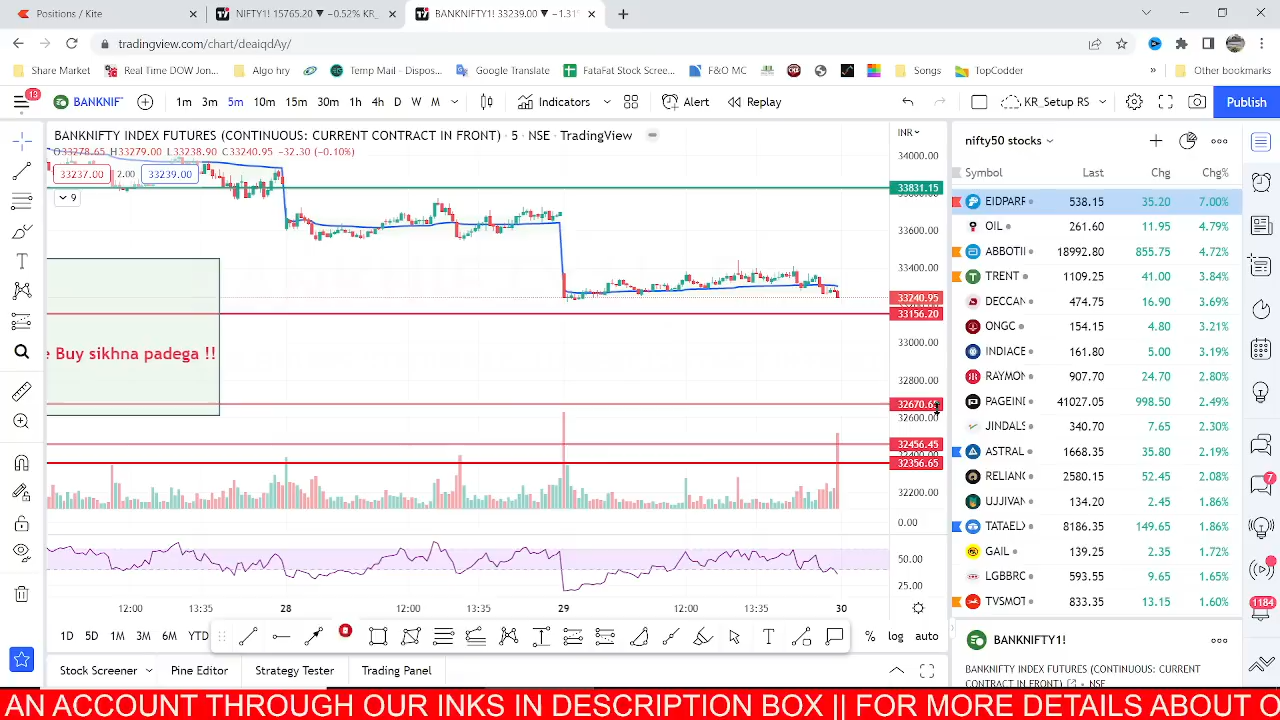 Positions / Kite
NIFTY1! 15765.20 ▼ −0.52% KR_
BANKNIFTY1! 33239.00 ▼ −1.31%
tradingview.com/chart/deaiqdAy/
Share Market
Real Time DOW Jon...
Algo hry
Temp Mail - Dispos...
Google Translate
FataEat Stock Scree...
F&O MC
Songs
TopCoder
»
Other bookmarks
13
BANKNIF
1m 3m 5m 10m 15m 30m 1h 4h D W M
Indicators
Alert
Replay
KR_Setup RS
Publish
BANKNIFTY INDEX FUTURES (CONTINUOUS: CURRENT CONTRACT IN FRONT) · 5 · NSE · TradingView
O33278.65 H33279.00 L33238.90 C33240.95 −32.30 (−0.10%)
33237.00 2.00 33239.00
9
INR
34000.00
33831.15
33600.00
33400.00
33240.95
33156.20
33000.00
32800.00
32600.00
32456.45
32356.65
32200.00
0.00
50.00
25.00
e Buy sikhna padega !!
12:00 13:35 28 12:00 13:35 29 12:00 13:35 30
1D 5D 1M 3M 6M YTD
T
% log auto
Stock Screener
Pine Editor
Strategy Tester
Trading Panel
nifty50 stocks
Symbol Last Chg Chg%
EIDPARF 538.15 35.20 7.00%
OIL 261.60 11.95 4.79%
ABBOTII 18992.80 855.75 4.72%
TRENT 1109.25 41.00 3.84%
DECCAN 474.75 16.90 3.69%
ONGC 154.15 4.80 3.21%
INDIACE 161.80 5.00 3.19%
RAYMON 907.70 24.70 2.80%
PAGEIND 41027.05 998.50 2.49%
JINDALS 340.70 7.65 2.30%
ASTRAL 1668.35 35.80 2.19%
RELIANC 2580.15 52.45 2.08%
UJJIVAN 134.20 2.45 1.86%
TATAELX 8186.35 149.65 1.86%
GAIL 139.25 2.35 1.72%
LGBBRC 593.55 9.65 1.65%
TVSMOT 833.35 13.15 1.60%
BANKNIFTY1!
BANKNIFTY INDEX FUTURES (CONTINUOUS:
CURRENT CONTRACT IN FRONT) · NSE
7
1184
AN ACCOUNT THROUGH OUR INKS IN DESCRIPTION BOX || FOR MORE DETAILS ABOUT